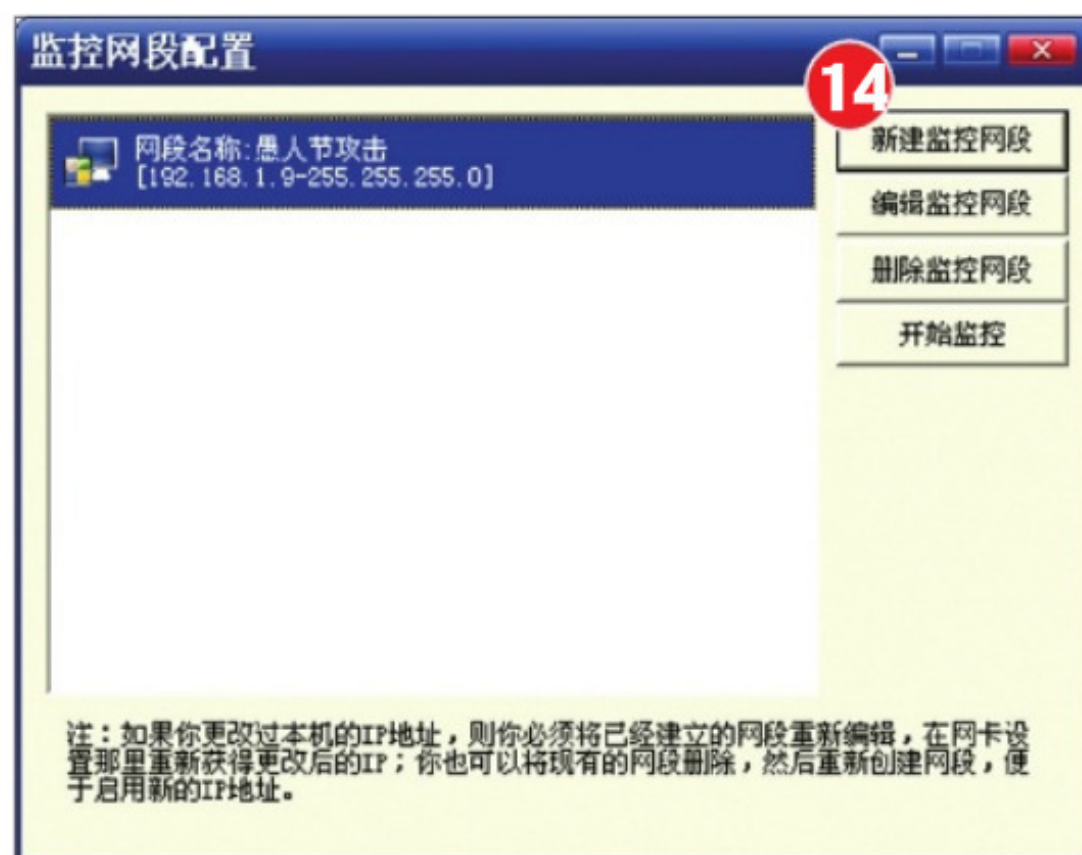 监控网段配置
14
网段名称:愚人节攻击
[192.168.1.9-255.255.255.0]
新建监控网段
编辑监控网段
删除监控网段
开始监控
注：如果你更改过本机的IP地址，则你必须将已经建立的网段重新编辑，在网卡设
置那里重新获得更改后的IP；你也可以将现有的网段删除，然后重新创建网段，便
于启用新的IP地址。